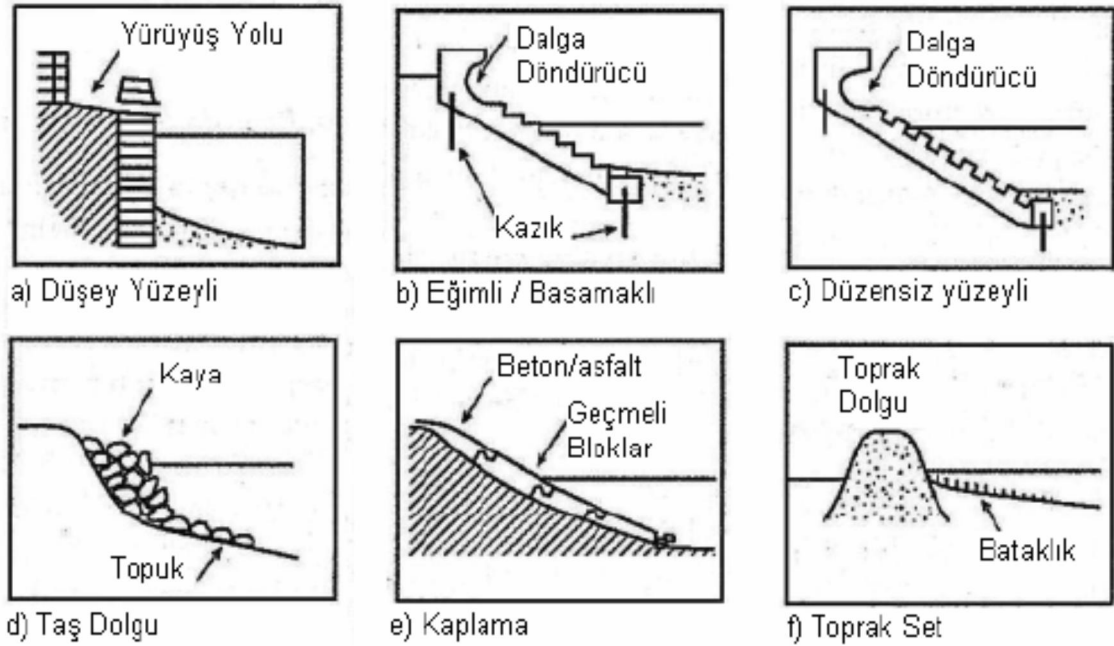 Yürüyüş Yolu
a) Düşey Yüzeyli
Dalga
Döndürücü
Kazık
b) Eğimli / Basamaklı
Dalga
Döndürücü
c) Düzensiz yüzeyli
Kaya
Topuk
d) Taş Dolgu
Beton/asfalt
Geçmeli
Bloklar
e) Kaplama
Toprak
Dolgu
Bataklık
f) Toprak Set